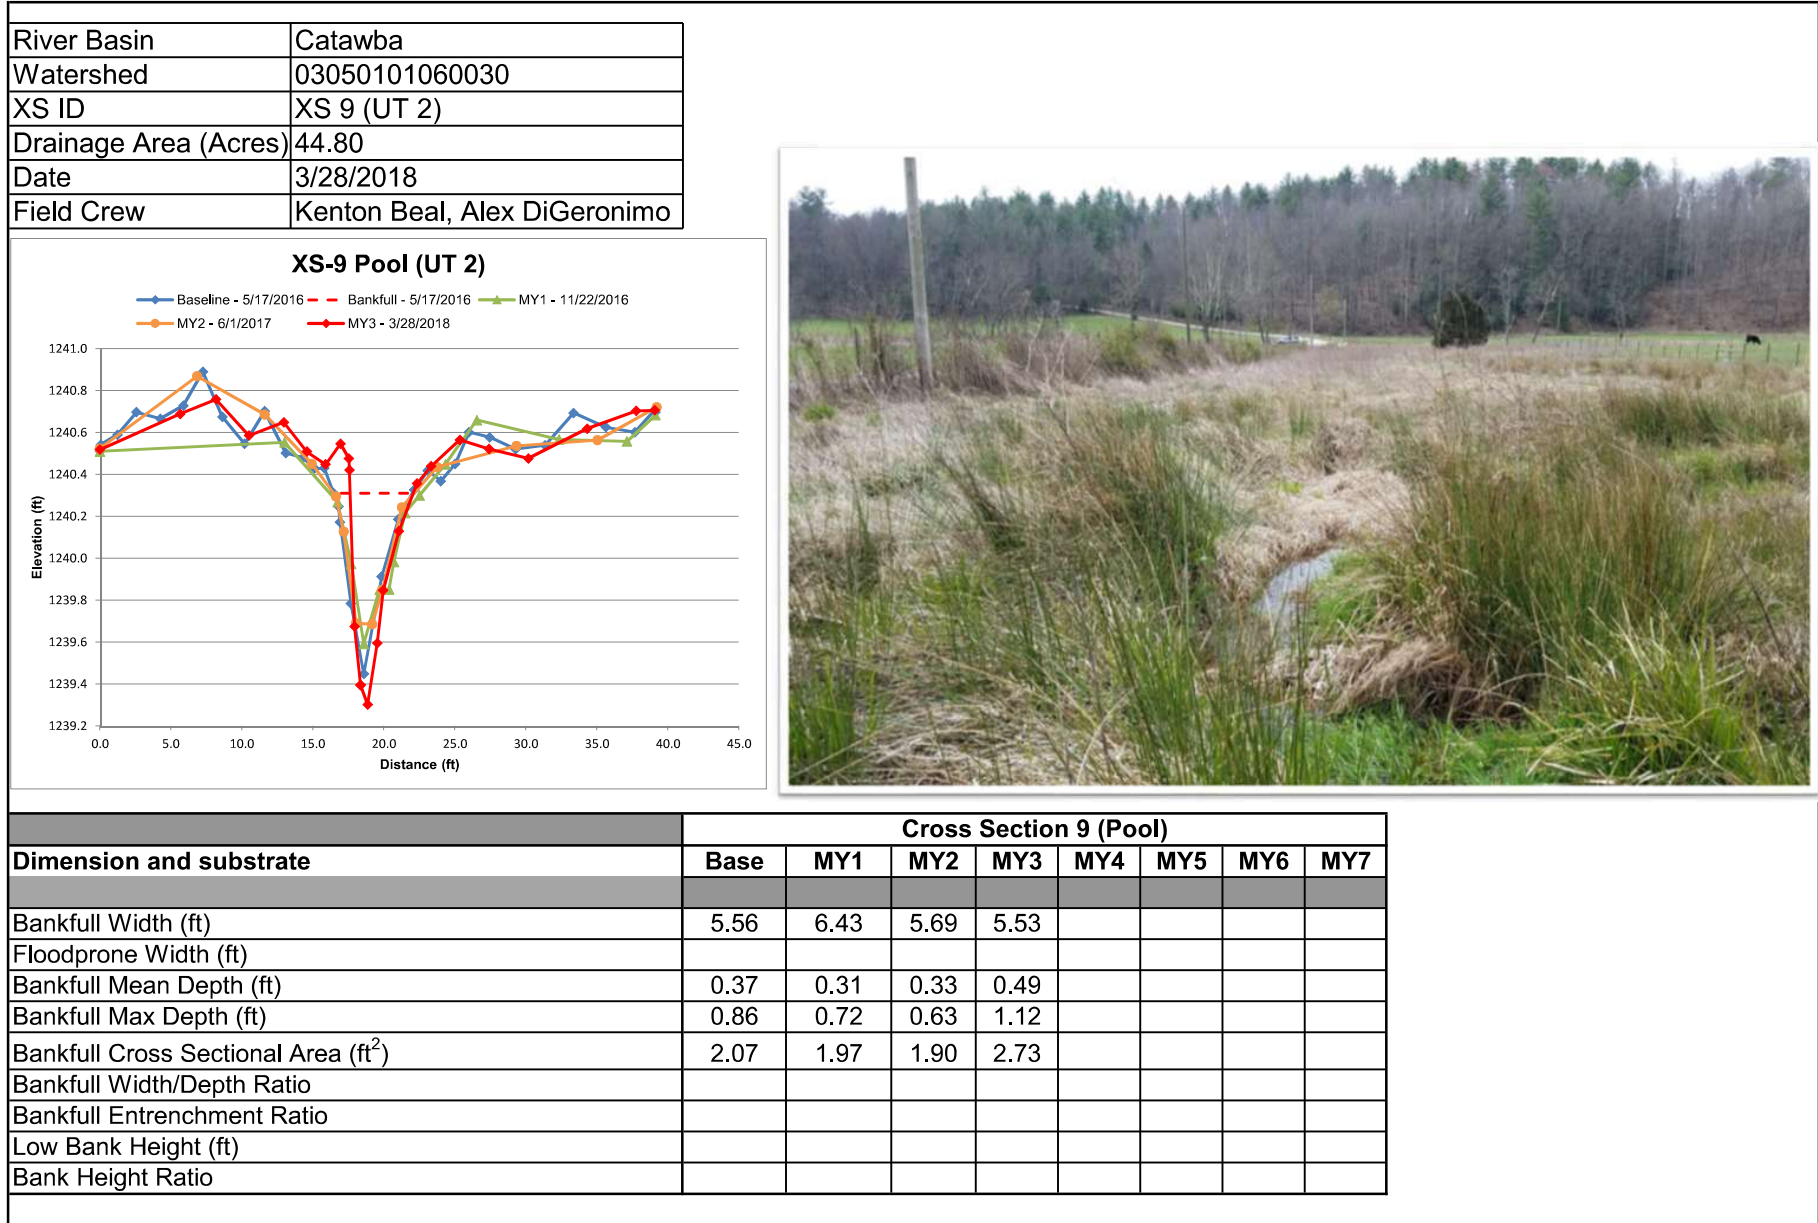 River Basin Catawba
Watershed 03050101060030
XS ID XS 9 (UT 2)
Drainage Area (Acres) 44.80
Date 3/28/2018
Field Crew Kenton Beal, Alex DiGeronimo
XS-9 Pool (UT 2)
Baseline - 5/17/2016 Bankfull - 5/17/2016 MY1 - 11/22/2016
MY2 - 6/1/2017 MY3 - 3/28/2018
1241.0
1240.8
1240.6
1240.4
1240.2
1240.0
1239.8
1239.6
1239.4
1239.2
Elevation (ft)
0.0 5.0 10.0 15.0 20.0 25.0 30.0 35.0 40.0 45.0
Distance (ft)
Cross Section 9 (Pool)
Dimension and substrate Base MY1 MY2 MY3 MY4 MY5 MY6 MY7
Bankfull Width (ft) 5.56 6.43 5.69 5.53
Floodprone Width (ft)
Bankfull Mean Depth (ft) 0.37 0.31 0.33 0.49
Bankfull Max Depth (ft) 0.86 0.72 0.63 1.12
Bankfull Cross Sectional Area (ft²) 2.07 1.97 1.90 2.73
Bankfull Width/Depth Ratio
Bankfull Entrenchment Ratio
Low Bank Height (ft)
Bank Height Ratio